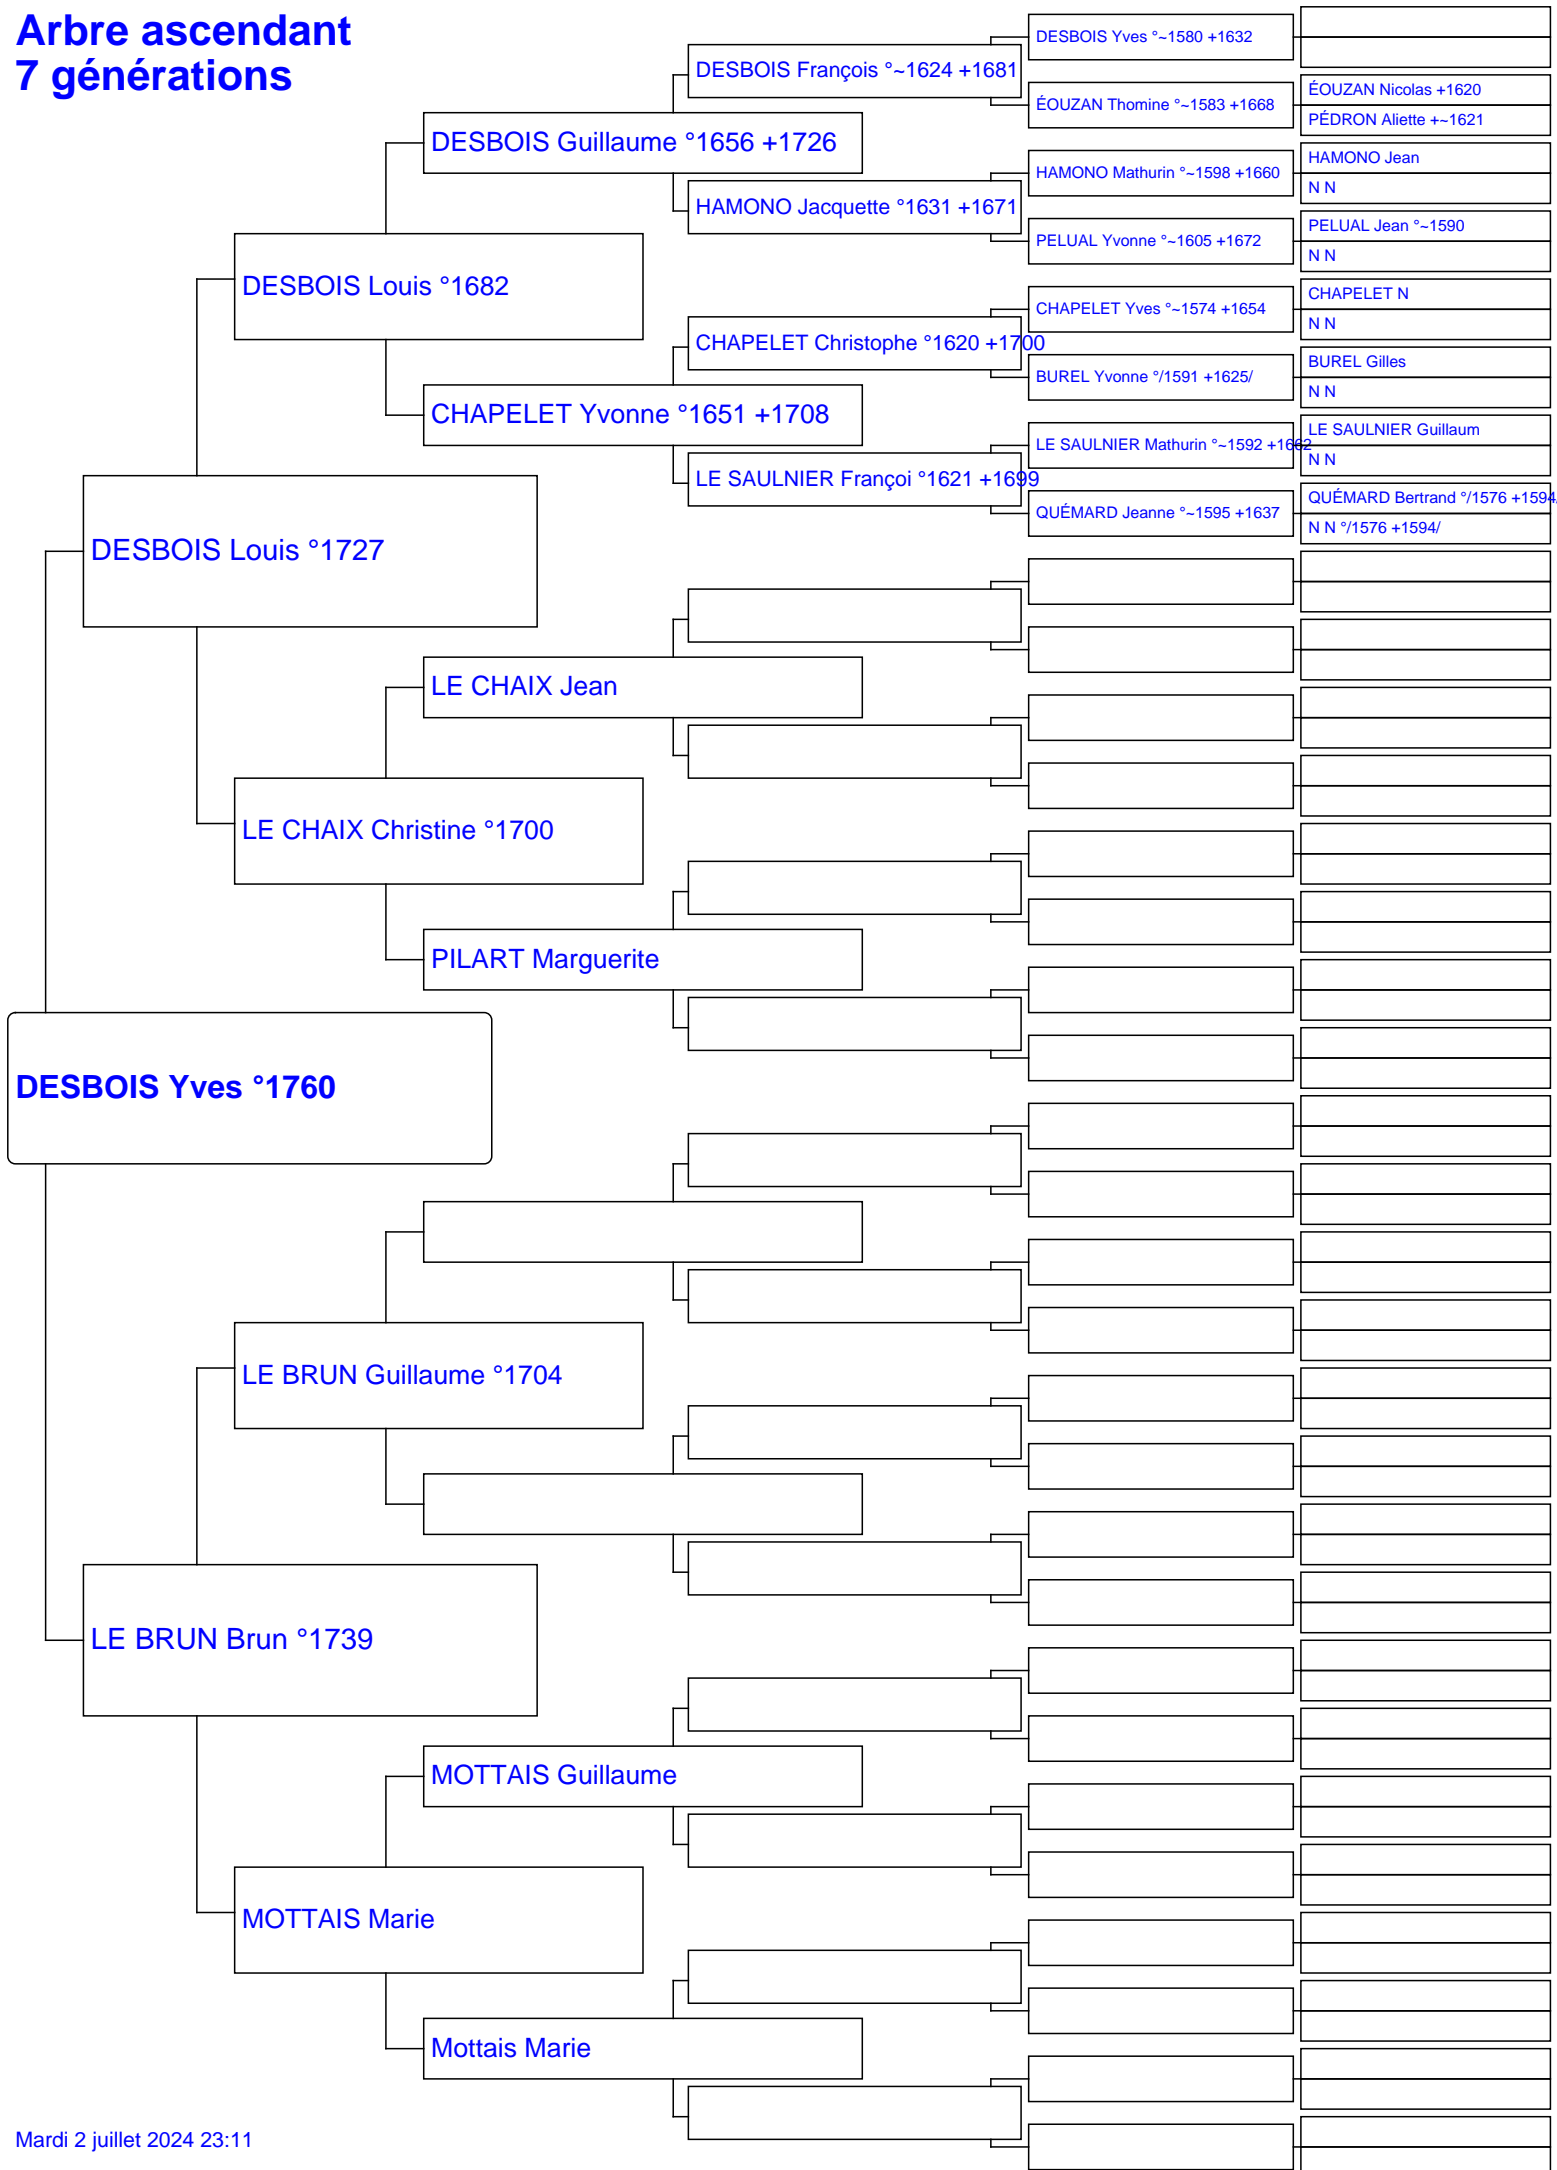 Arbre ascendant
7 générations
DESBOIS Yves °~1580 +1632
DESBOIS François °~1624 +1681
ÉOUZAN Nicolas +1620
ÉOUZAN Thomine °~1583 +1668
PÉDRON Aliette +~1621
DESBOIS Guillaume °1656 +1726
HAMONO Jean
HAMONO Mathurin °~1598 +1660
N N
HAMONO Jacquette °1631 +1671
PELUAL Jean °~1590
PELUAL Yvonne °~1605 +1672
N N
DESBOIS Louis °1682
CHAPELET N
CHAPELET Yves °~1574 +1654
N N
CHAPELET Christophe °1620 +1700
BUREL Gilles
BUREL Yvonne °/1591 +1625/
N N
CHAPELET Yvonne °1651 +1708
LE SAULNIER Guillaum
LE SAULNIER Mathurin °~1592 +1662
N N
LE SAULNIER Françoi °1621 +1699
QUÉMARD Bertrand °/1576 +1594/
QUÉMARD Jeanne °~1595 +1637
N N °/1576 +1594/
DESBOIS Louis °1727
LE CHAIX Jean
LE CHAIX Christine °1700
PILART Marguerite
DESBOIS Yves °1760
LE BRUN Guillaume °1704
LE BRUN Brun °1739
MOTTAIS Guillaume
MOTTAIS Marie
Mottais Marie
Mardi 2 juillet 2024 23:11